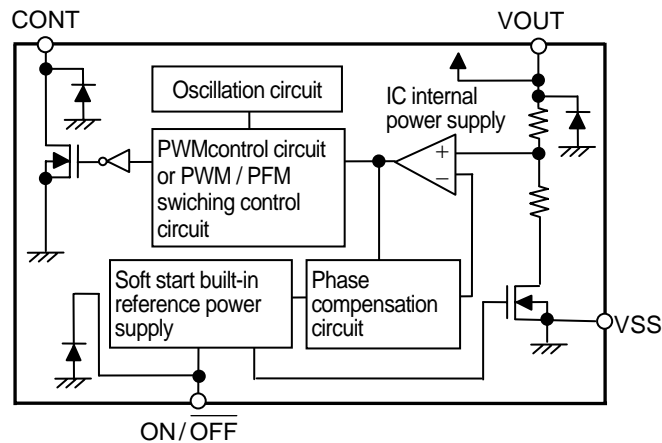 CONT
VOUT
Oscillation circuit
IC internal
power supply
PWMcontrol circuit
or PWM / PFM
swiching control
circuit
+
−
Soft start built-in
reference power
supply
Phase
compensation
circuit
VSS
ON/OFF